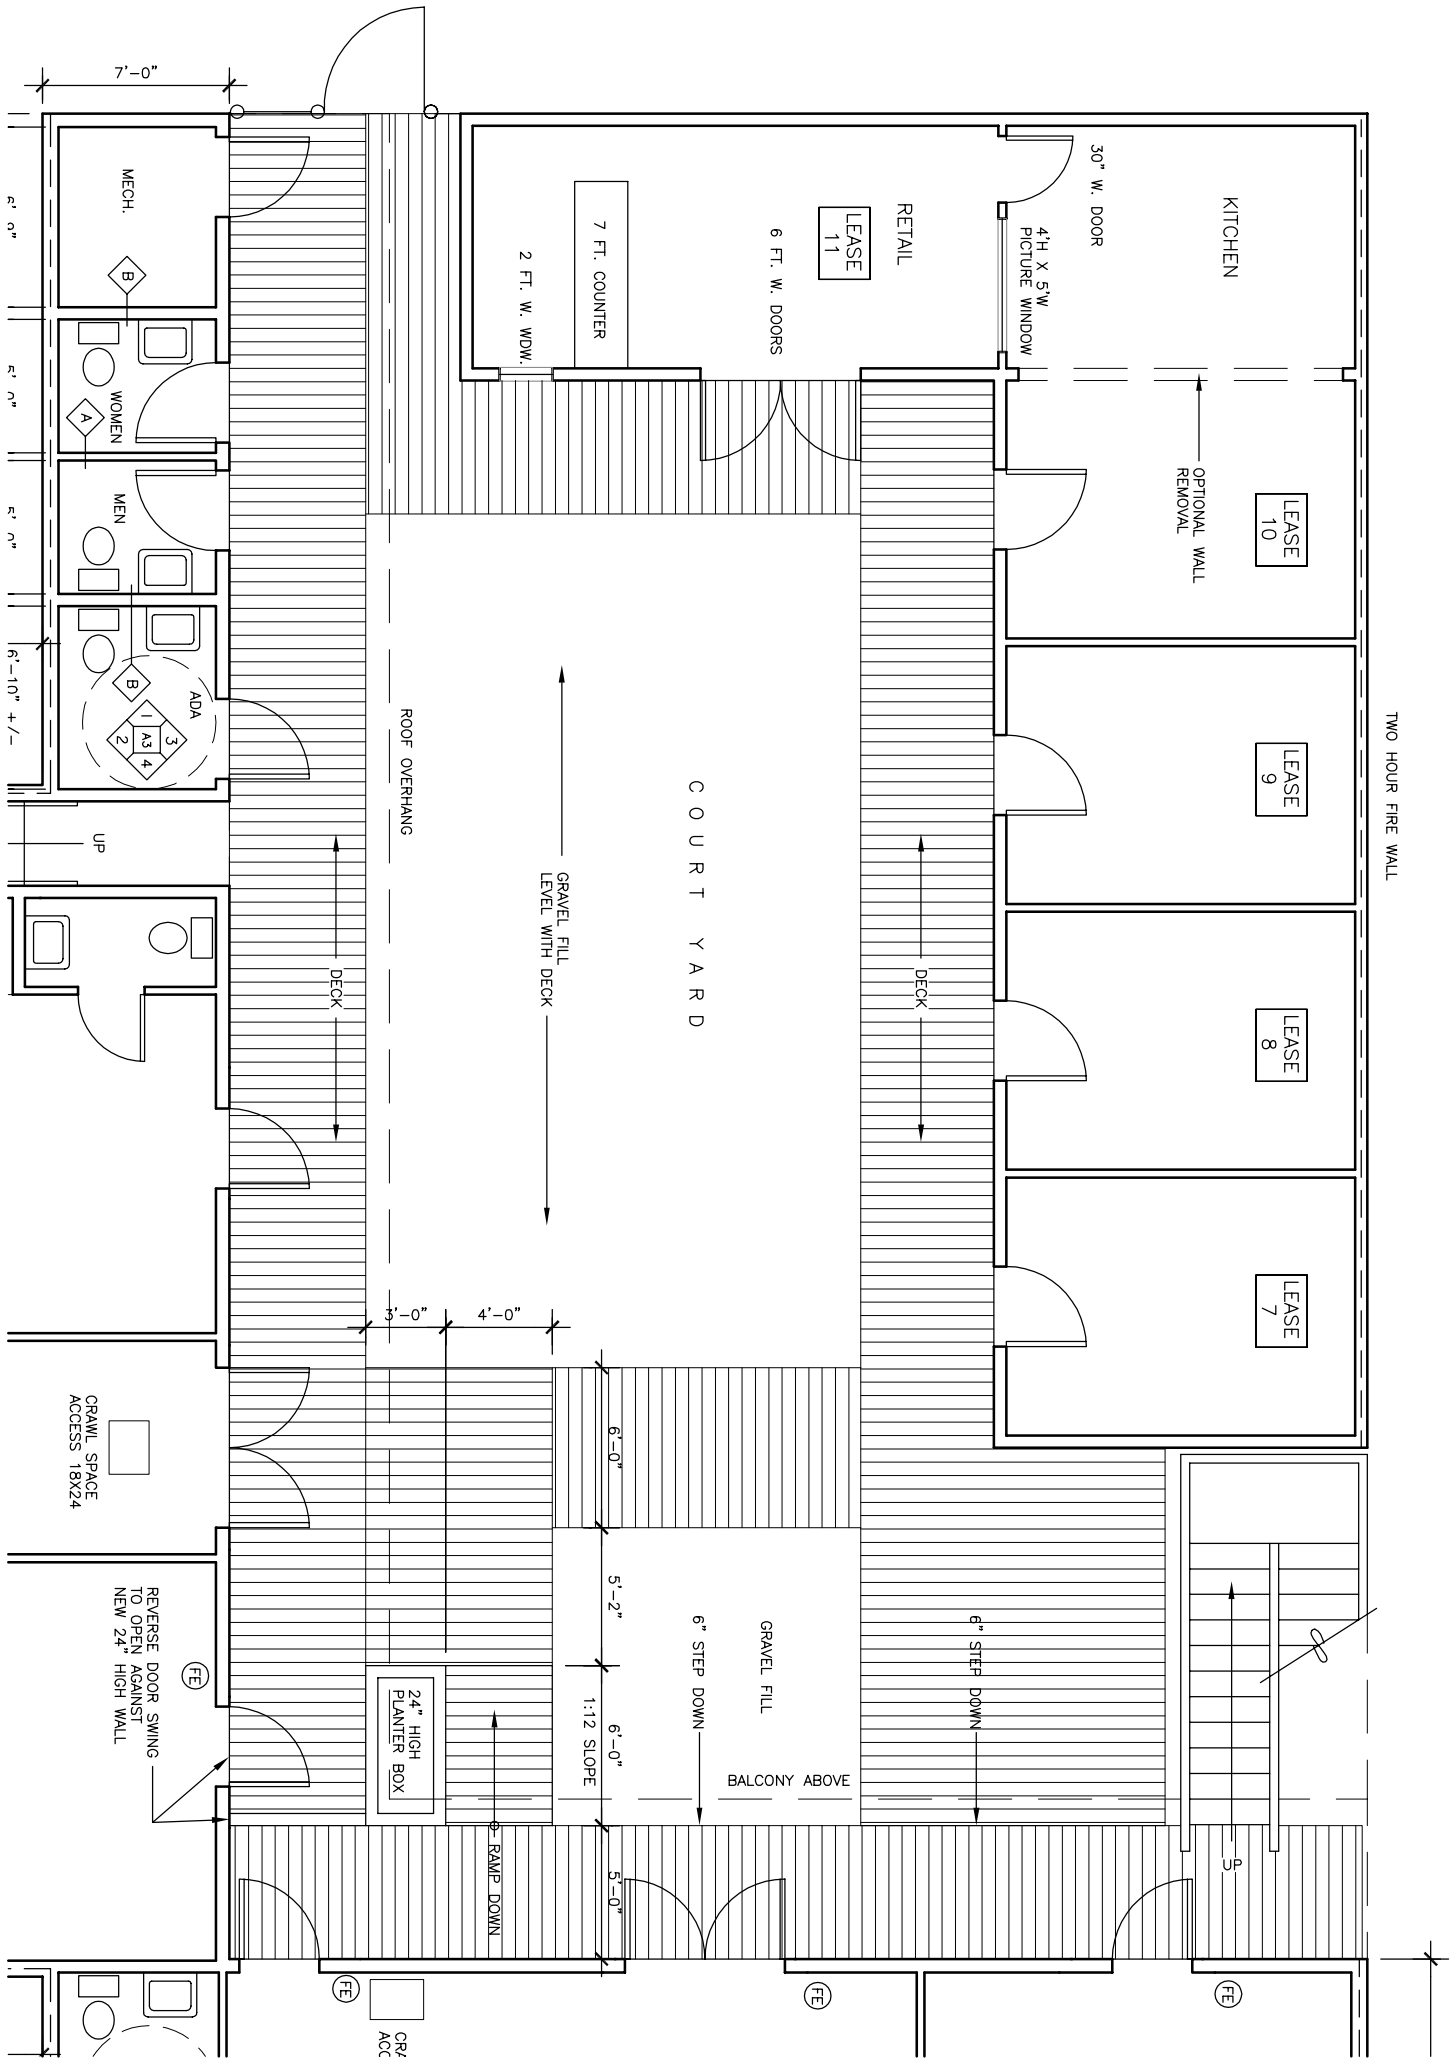 7'-0"
MECH.
B
WOMEN
A
MEN
B
ADA
1
3
A3
2
4
6'-10" +/-
UP
30" W. DOOR
KITCHEN
4'H X 5'W
PICTURE WINDOW
RETAIL
LEASE
11
6 FT. W. DOORS
7 FT. COUNTER
2 FT. W. WDW.
OPTIONAL WALL
REMOVAL
LEASE
10
LEASE
9
LEASE
8
LEASE
7
TWO HOUR FIRE WALL
ROOF OVERHANG
COURT YARD
GRAVEL FILL
LEVEL WITH DECK
DECK
DECK
3'-0"
4'-0"
6'-0"
5'-2"
6'-0"
1:12 SLOPE
5'-0"
CRAWL SPACE
ACCESS 18X24
REVERSE DOOR SWING
TO OPEN AGAINST
NEW 24" HIGH WALL
FE
24" HIGH
PLANTER BOX
RAMP DOWN
6" STEP DOWN
GRAVEL FILL
6" STEP DOWN
BALCONY ABOVE
UP
FE
FE
FE